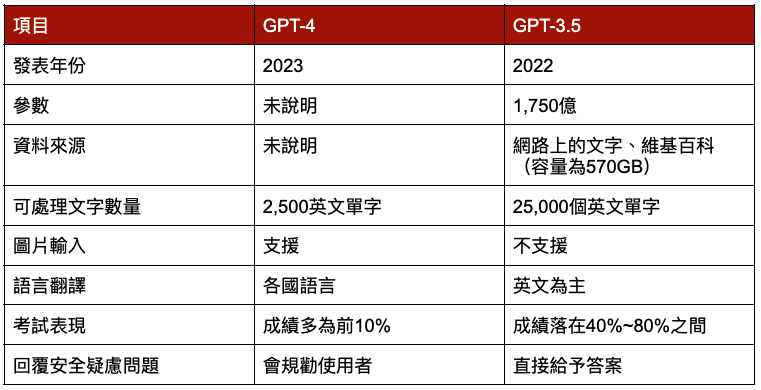 項目 GPT-4 GPT-3.5
發表年份 2023 2022
參數 未說明 1,750億
資料來源 未說明 網路上的文字、維基百科
（容量為570GB）
可處理文字數量 2,500英文單字 25,000個英文單字
圖片輸入 支援 不支援
語言翻譯 各國語言 英文為主
考試表現 成績多為前10% 成績落在40%~80%之間
回覆安全疑慮問題 會規勸使用者 直接給予答案